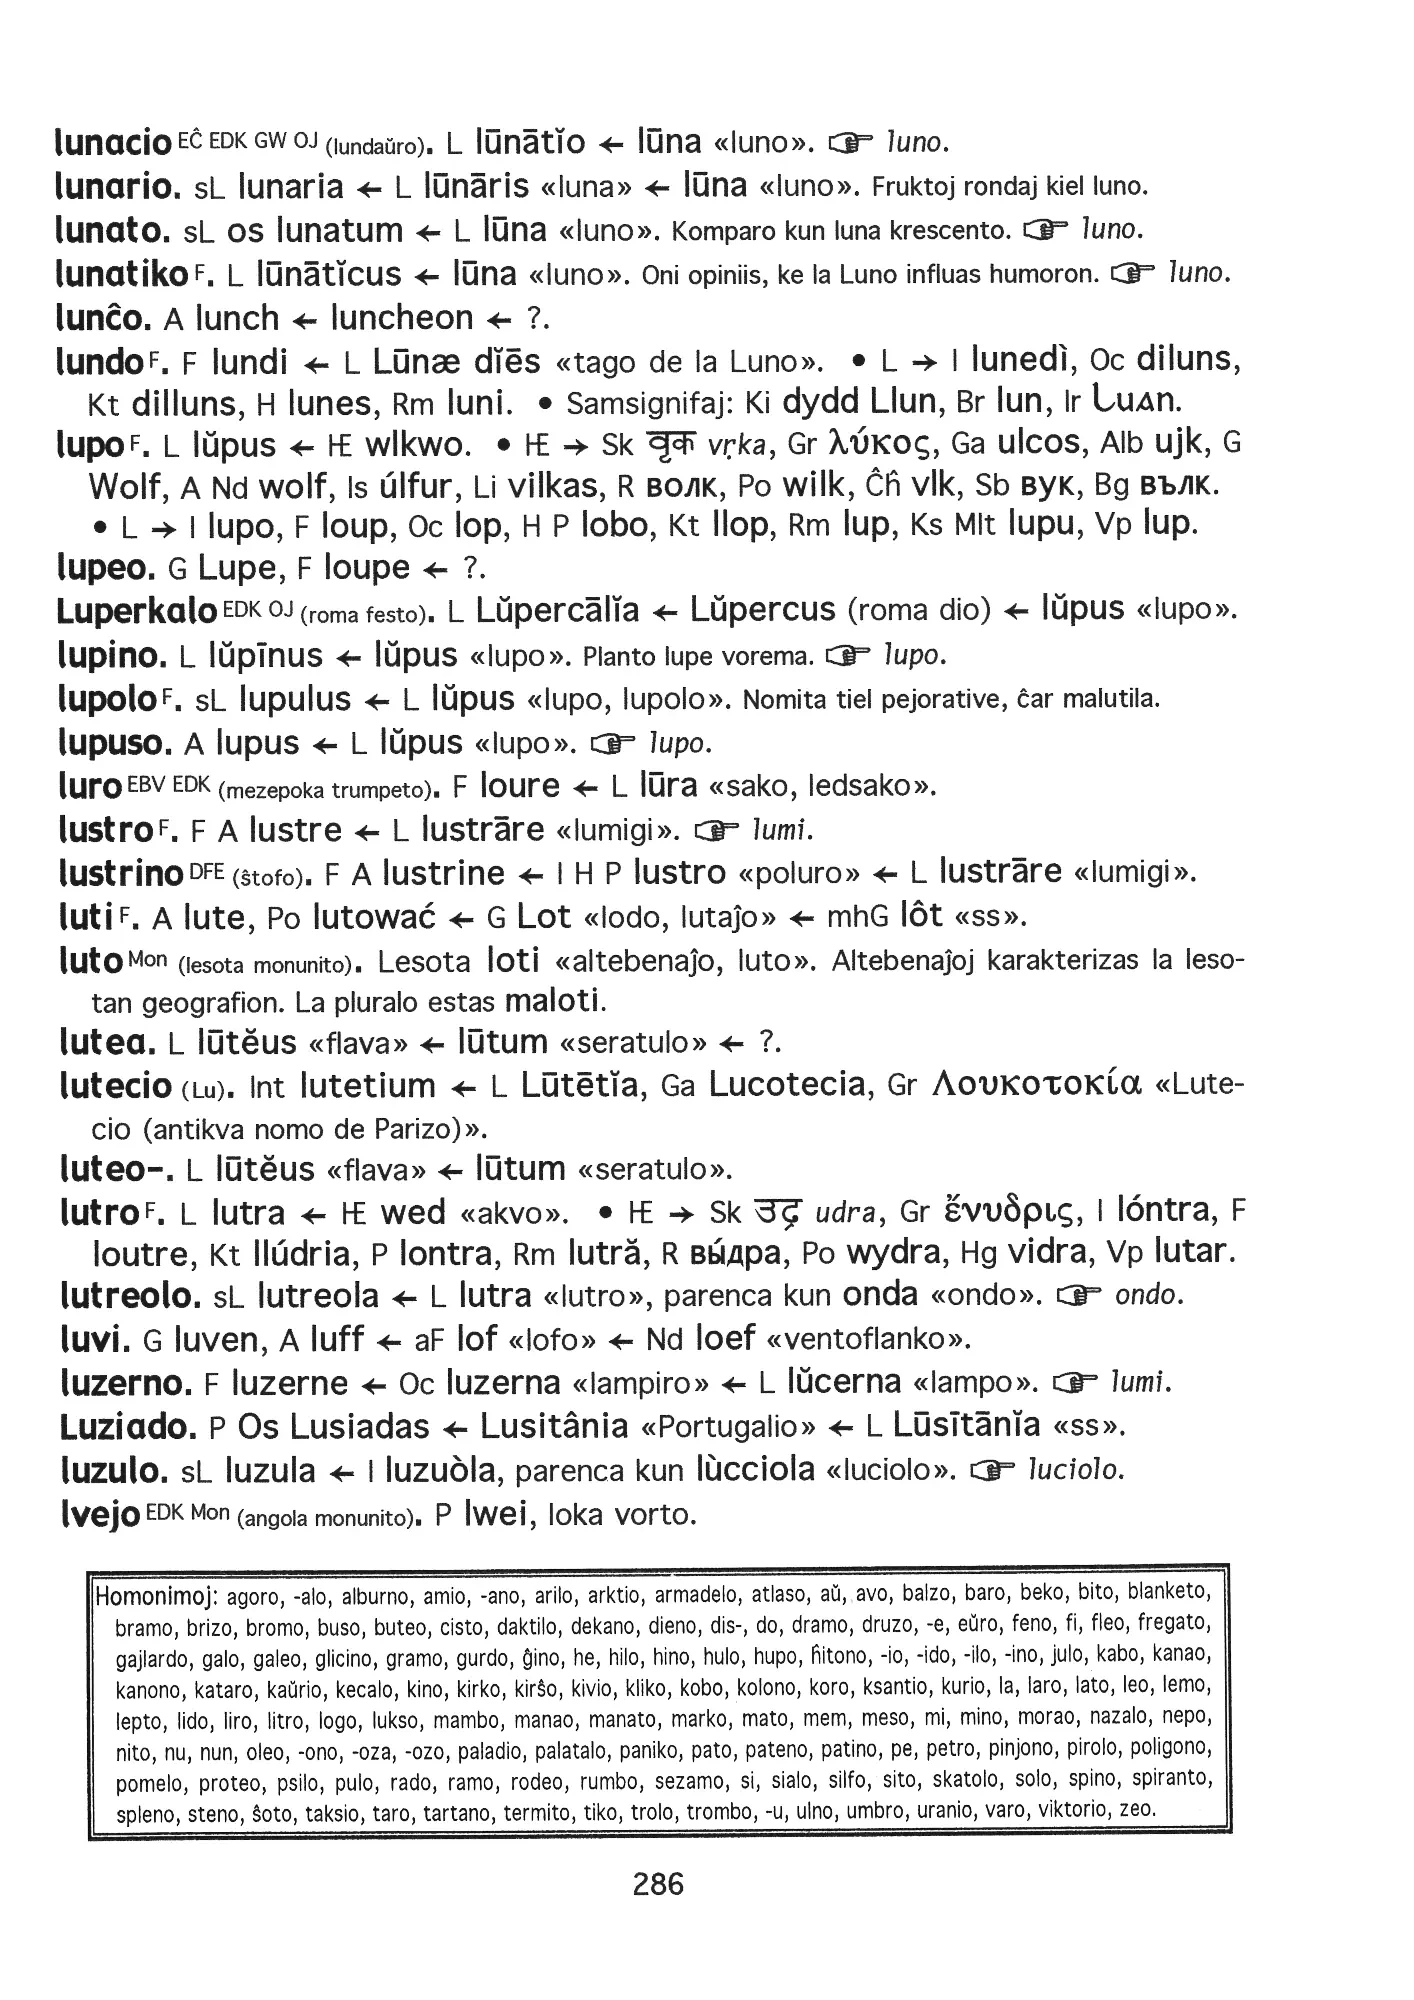 lunacio EĈ EDK GW OJ (lundaŭro). L lūnātĭo ← lūna «luno». ☞ luno.
lunario. sL lunaria ← L lūnāris «luna» ← lūna «luno». Fruktoj rondaj kiel luno.
lunato. sL os lunatum ← L lūna «luno». Komparo kun luna krescento. ☞ luno.
lunatiko F. L lūnātĭcus ← lūna «luno». Oni opiniis, ke la Luno influas humoron. ☞ luno.
lunĉo. A lunch ← luncheon ← ?.
lundo F. F lundi ← L Lūnæ dĭēs «tago de la Luno». • L → I lunedì, Oc diluns,
Kt dilluns, H lunes, Rm luni. • Samsignifaj: Ki dydd Llun, Br lun, Ir Luan.
lupo F. L lŭpus ← HE wlkwo. • HE → Sk वृक vṛka, Gr λύκος, Ga ulcos, Alb ujk, G
Wolf, A Nd wolf, Is úlfur, Li vilkas, R волк, Po wilk, Ĉĥ vlk, Sb вук, Bg вълк.
• L → I lupo, F loup, Oc lop, H P lobo, Kt llop, Rm lup, Ks Mlt lupu, Vp lup.
lupeo. G Lupe, F loupe ← ?.
Luperkalo EDK OJ (roma festo). L Lŭpercālĭa ← Lŭpercus (roma dio) ← lŭpus «lupo».
lupino. L lŭpīnus ← lŭpus «lupo». Planto lupe vorema. ☞ lupo.
lupolo F. sL lupulus ← L lŭpus «lupo, lupolo». Nomita tiel pejorative, ĉar malutila.
lupuso. A lupus ← L lŭpus «lupo». ☞ lupo.
luro EBV EDK (mezepoka trumpeto). F loure ← L lūra «sako, ledsako».
lustro F. F A lustre ← L lustrāre «lumigi». ☞ lumi.
lustrino DFE (ŝtofo). F A lustrine ← I H P lustro «poluro» ← L lustrāre «lumigi».
luti F. A lute, Po lutować ← G Lot «lodo, lutaĵo» ← mhG lôt «ss».
luto Mon (lesota monunito). Lesota loti «altebenaĵo, luto». Altebenaĵoj karakterizas la leso-
tan geografion. La pluralo estas maloti.
lutea. L lūtĕus «flava» ← lūtum «seratulo» ← ?.
lutecio (Lu). Int lutetium ← L Lūtētĭa, Ga Lucotecia, Gr Λουκοτοκία «Lute-
cio (antikva nomo de Parizo)».
luteo-. L lūtĕus «flava» ← lūtum «seratulo».
lutro F. L lutra ← HE wed «akvo». • HE → Sk उद्र udra, Gr ἔνυδρις, I lóntra, F
loutre, Kt llúdria, P lontra, Rm lutră, R вы́дра, Po wydra, Hg vidra, Vp lutar.
lutreolo. sL lutreola ← L lutra «lutro», parenca kun onda «ondo». ☞ ondo.
luvi. G luven, A luff ← aF lof «lofo» ← Nd loef «ventoflanko».
luzerno. F luzerne ← Oc luzerna «lampiro» ← L lŭcerna «lampo». ☞ lumi.
Luziado. P Os Lusiadas ← Lusitânia «Portugalio» ← L Lūsītānĭa «ss».
luzulo. sL luzula ← I luzuòla, parenca kun lùcciola «luciolo». ☞ luciolo.
lvejo EDK Mon (angola monunito). P lwei, loka vorto.
Homonimoj: agoro, -alo, alburno, amio, -ano, arilo, arktio, armadelo, atlaso, aŭ, avo, balzo, baro, beko, bito, blanketo,
bramo, brizo, bromo, buso, buteo, cisto, daktilo, dekano, dieno, dis-, do, dramo, druzo, -e, eŭro, feno, fi, fleo, fregato,
gajlardo, galo, galeo, glicino, gramo, gurdo, ĝino, he, hilo, hino, hulo, hupo, ĥitono, -io, -ido, -ilo, -ino, julo, kabo, kanao,
kanono, kataro, kaŭrio, kecalo, kino, kirko, kirŝo, kivio, kliko, kobo, kolono, koro, ksantio, kurio, la, laro, lato, leo, lemo,
lepto, lido, liro, litro, logo, lukso, mambo, manao, manato, marko, mato, mem, meso, mi, mino, morao, nazalo, nepo,
nito, nu, nun, oleo, -ono, -oza, -ozo, paladio, palatalo, paniko, pato, pateno, patino, pe, petro, pinjono, pirolo, poligono,
pomelo, proteo, psilo, pulo, rado, ramo, rodeo, rumbo, sezamo, si, sialo, silfo, sito, skatolo, solo, spino, spiranto,
spleno, steno, ŝoto, taksio, taro, tartano, termito, tiko, trolo, trombo, -u, ulno, umbro, uranio, varo, viktorio, zeo.
286